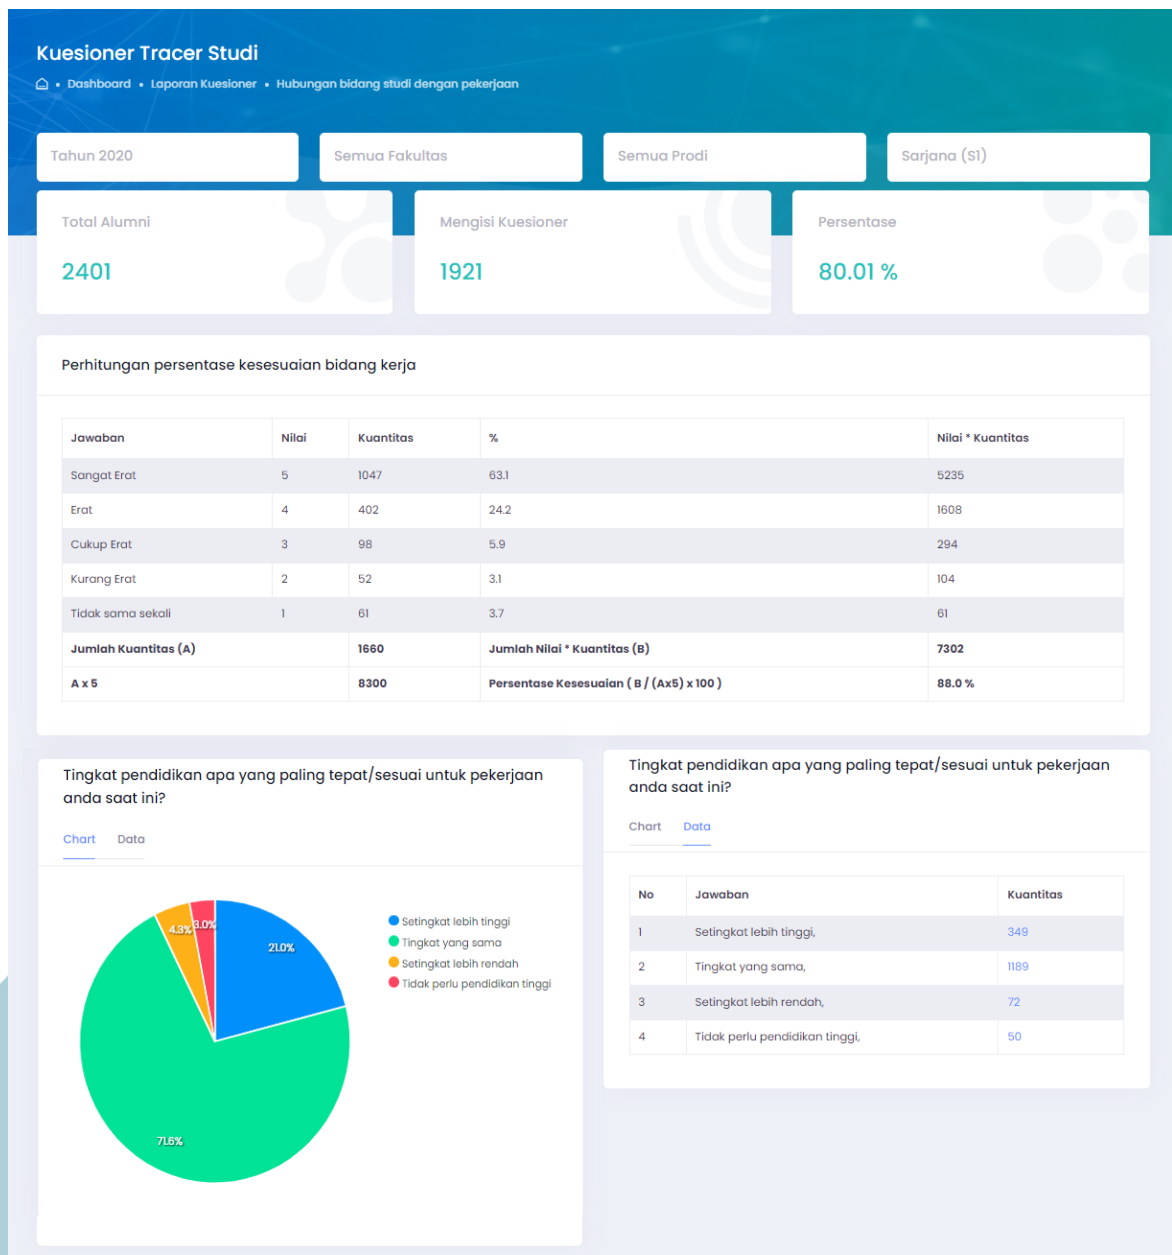 Kuesioner Tracer Studi
Dashboard • Laporan Kuesioner • Hubungan bidang studi dengan pekerjaan
Tahun 2020
Semua Fakultas
Semua Prodi
Sarjana (S1)
Total Alumni
2401
Mengisi Kuesioner
1921
Persentase
80.01 %
Perhitungan persentase kesesuaian bidang kerja
Jawaban Nilai Kuantitas % Nilai * Kuantitas
Sangat Erat 5 1047 63.1 5235
Erat 4 402 24.2 1608
Cukup Erat 3 98 5.9 294
Kurang Erat 2 52 3.1 104
Tidak sama sekali 1 61 3.7 61
Jumlah Kuantitas (A) 1660 Jumlah Nilai * Kuantitas (B) 7302
A x 5 8300 Persentase Kesesuaian ( B / (Ax5) x 100 ) 88.0 %
Tingkat pendidikan apa yang paling tepat/sesuai untuk pekerjaan
anda saat ini?
Chart Data
4.3%
3.0%
21.0%
71.6%
Setingkat lebih tinggi
Tingkat yang sama
Setingkat lebih rendah
Tidak perlu pendidikan tinggi
Tingkat pendidikan apa yang paling tepat/sesuai untuk pekerjaan
anda saat ini?
Chart Data
No Jawaban Kuantitas
1 Setingkat lebih tinggi, 349
2 Tingkat yang sama, 1189
3 Setingkat lebih rendah, 72
4 Tidak perlu pendidikan tinggi, 50